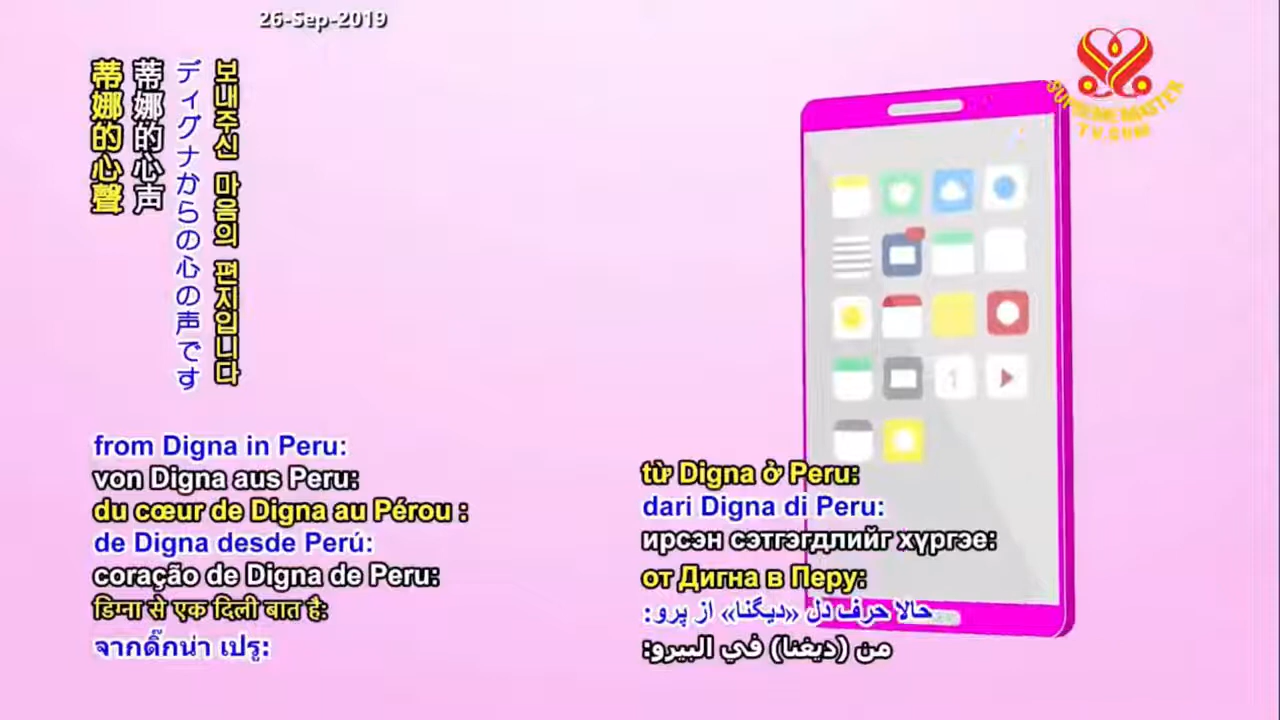 26-Sep-2019
SUPREME MASTER
TV.COM
蒂娜的心聲
蒂娜的心声
ディグナからの心の声です
보내주신 마음의 편지입니다
from Digna in Peru:
von Digna aus Peru:
du cœur de Digna au Pérou :
de Digna desde Perú:
coração de Digna de Peru:
डिग्ना से एक दिली बात है:
จากดิ๊กน่า เปรู:
từ Digna ở Peru:
dari Digna di Peru:
ирсэн сэтгэгдлийг хүргэе:
от Дигна в Перу:
حالا حرف دل «دیگنا» از پرو:
من (ديغنا) في البيرو: